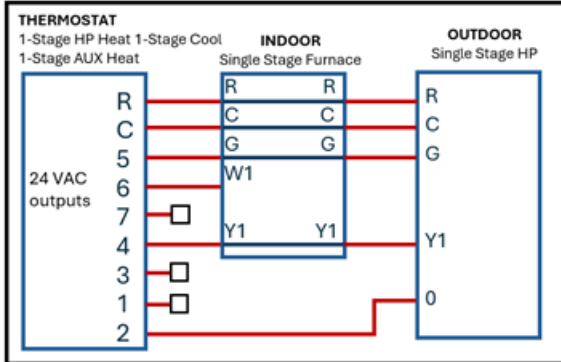 THERMOSTAT
1-Stage HP Heat 1-Stage Cool
1-Stage AUX Heat
INDOOR
Single Stage Furnace
OUTDOOR
Single Stage HP
24 VAC
outputs
R
C
5
6
7
4
3
1
2
R R
C C
G G
W1
Y1 Y1
R
C
G
Y1
0